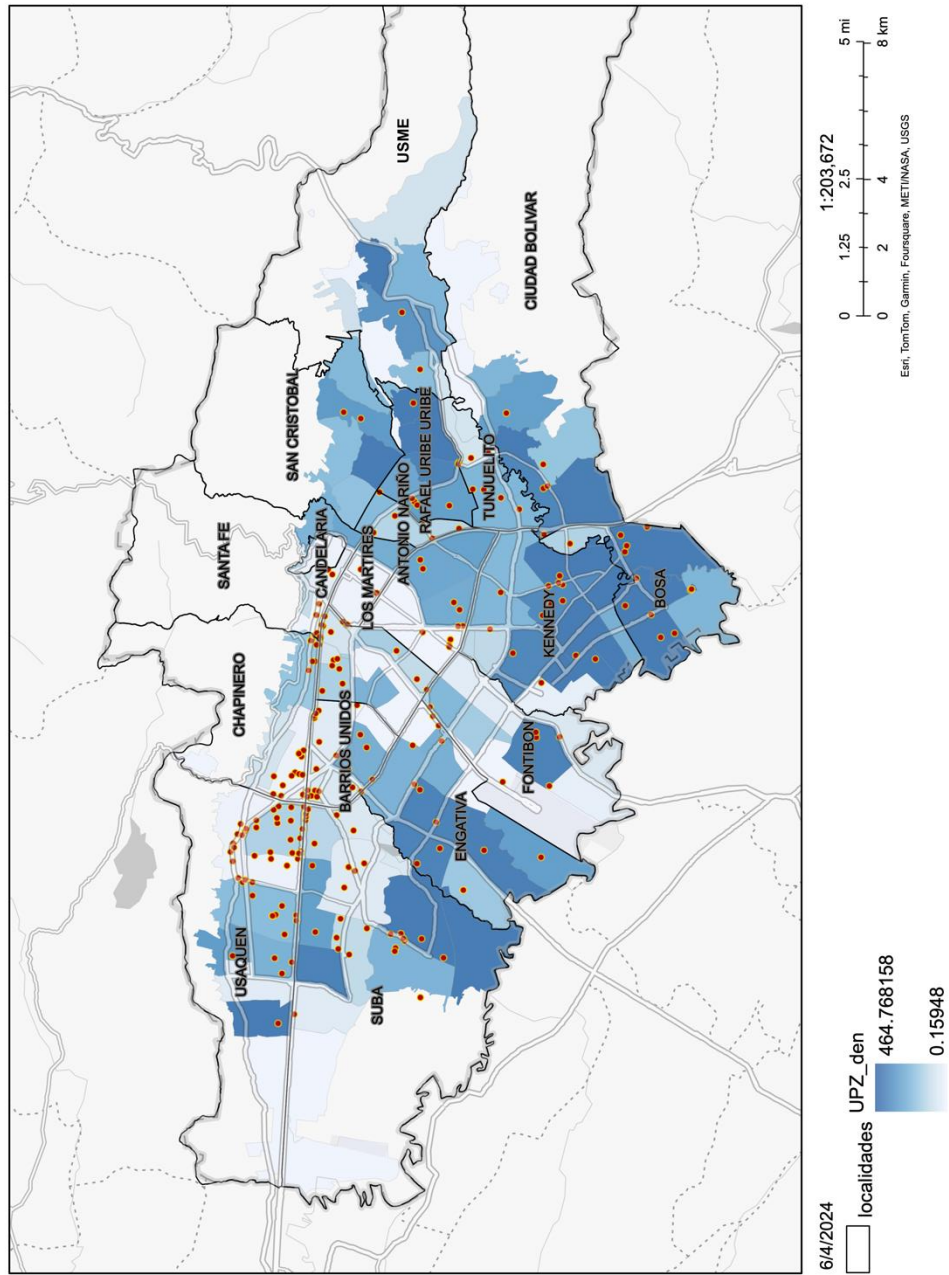 USME
CIUDAD BOLIVAR
SAN CRISTOBAL
SANTA FE
CHAPINERO
CANDELARIA
LOS MARTIRES
ANTONIO NARIÑO
RAFAEL URIBE URIBE
TUNJUELITO
KENNEDY
BOSA
BARRIOS UNIDOS
FONTIBON
ENGATIVA
USAQUEN
SUBA
6/4/2024
localidades
UPZ_den
464.768158
0.15948
1:203,672
0 1.25 2.5 5 mi
0 2 4 8 km
Esri, TomTom, Garmin, Foursquare, METI/NASA, USGS